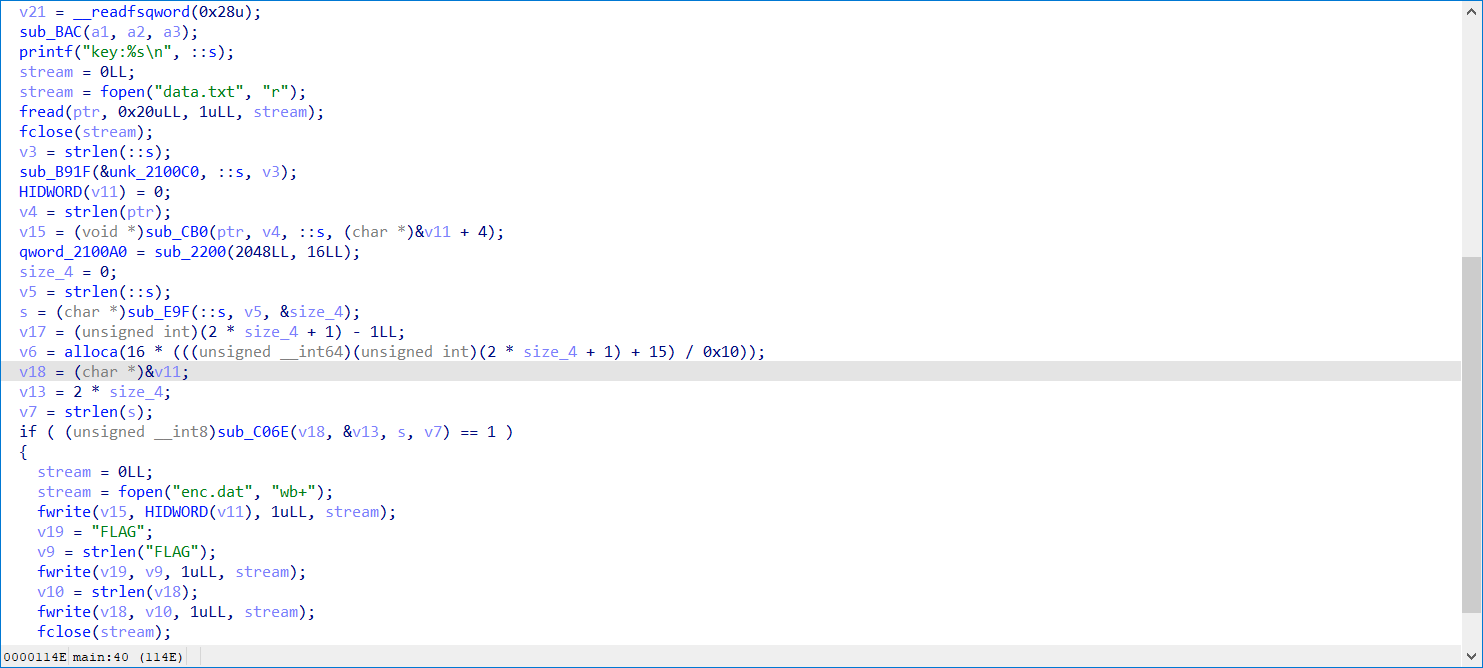 v21 = __readfsqword(0x28u);
sub_BAC(a1, a2, a3);
printf("key:%s\n", ::s);
stream = 0LL;
stream = fopen("data.txt", "r");
fread(ptr, 0x20uLL, 1uLL, stream);
fclose(stream);
v3 = strlen(::s);
sub_B91F(&unk_2100C0, ::s, v3);
HIDWORD(v11) = 0;
v4 = strlen(ptr);
v15 = (void *)sub_CB0(ptr, v4, ::s, (char *)&v11 + 4);
qword_2100A0 = sub_2200(2048LL, 16LL);
size_4 = 0;
v5 = strlen(::s);
s = (char *)sub_E9F(::s, v5, &size_4);
v17 = (unsigned int)(2 * size_4 + 1) - 1LL;
v6 = alloca(16 * (((unsigned __int64)(unsigned int)(2 * size_4 + 1) + 15) / 0x10));
v18 = (char *)&v11;
v13 = 2 * size_4;
v7 = strlen(s);
if ( (unsigned __int8)sub_C06E(v18, &v13, s, v7) == 1 )
{
stream = 0LL;
stream = fopen("enc.dat", "wb+");
fwrite(v15, HIDWORD(v11), 1uLL, stream);
v19 = "FLAG";
v9 = strlen("FLAG");
fwrite(v19, v9, 1uLL, stream);
v10 = strlen(v18);
fwrite(v18, v10, 1uLL, stream);
fclose(stream);
0000114E main:40 (114E)